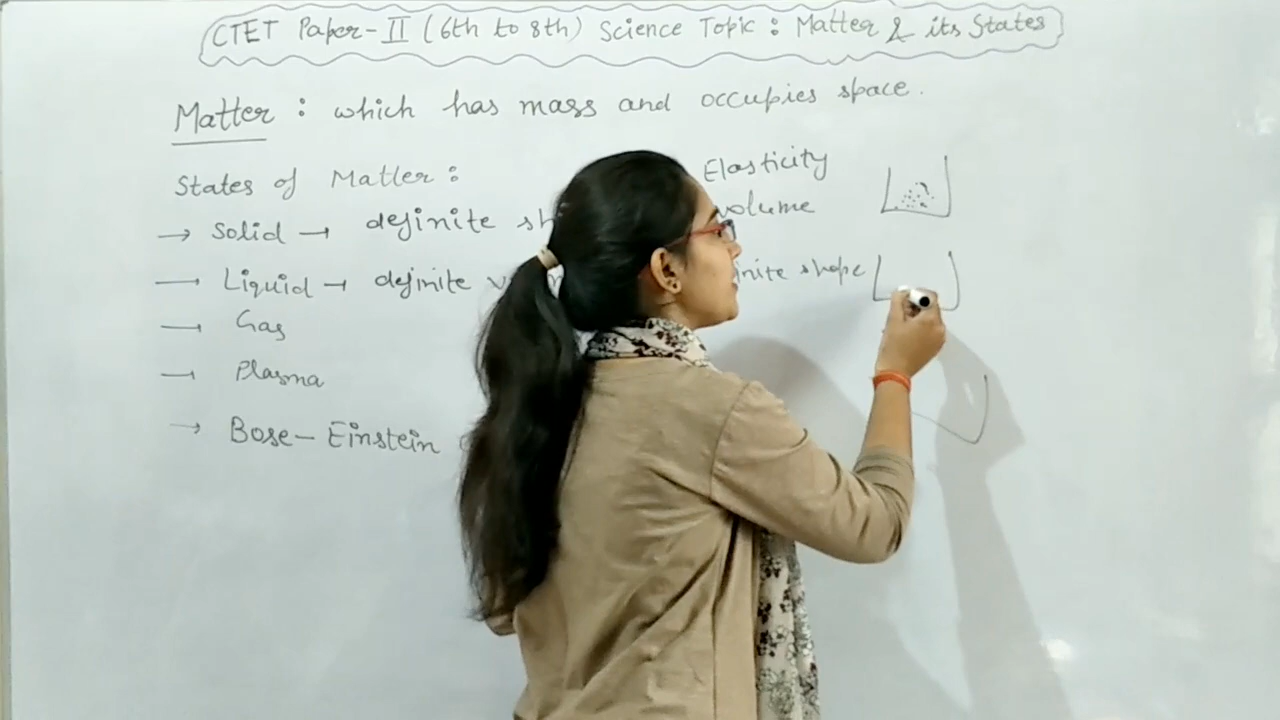 CTET Paper-II (6th to 8th) Science Topic : Matter & its States
Matter : which has mass and occupies space.
States of Matter : Elasticity
→ Solid → definite volume
→ Liquid → definite shape
→ Gas
→ Plasma
→ Bose-Einstein